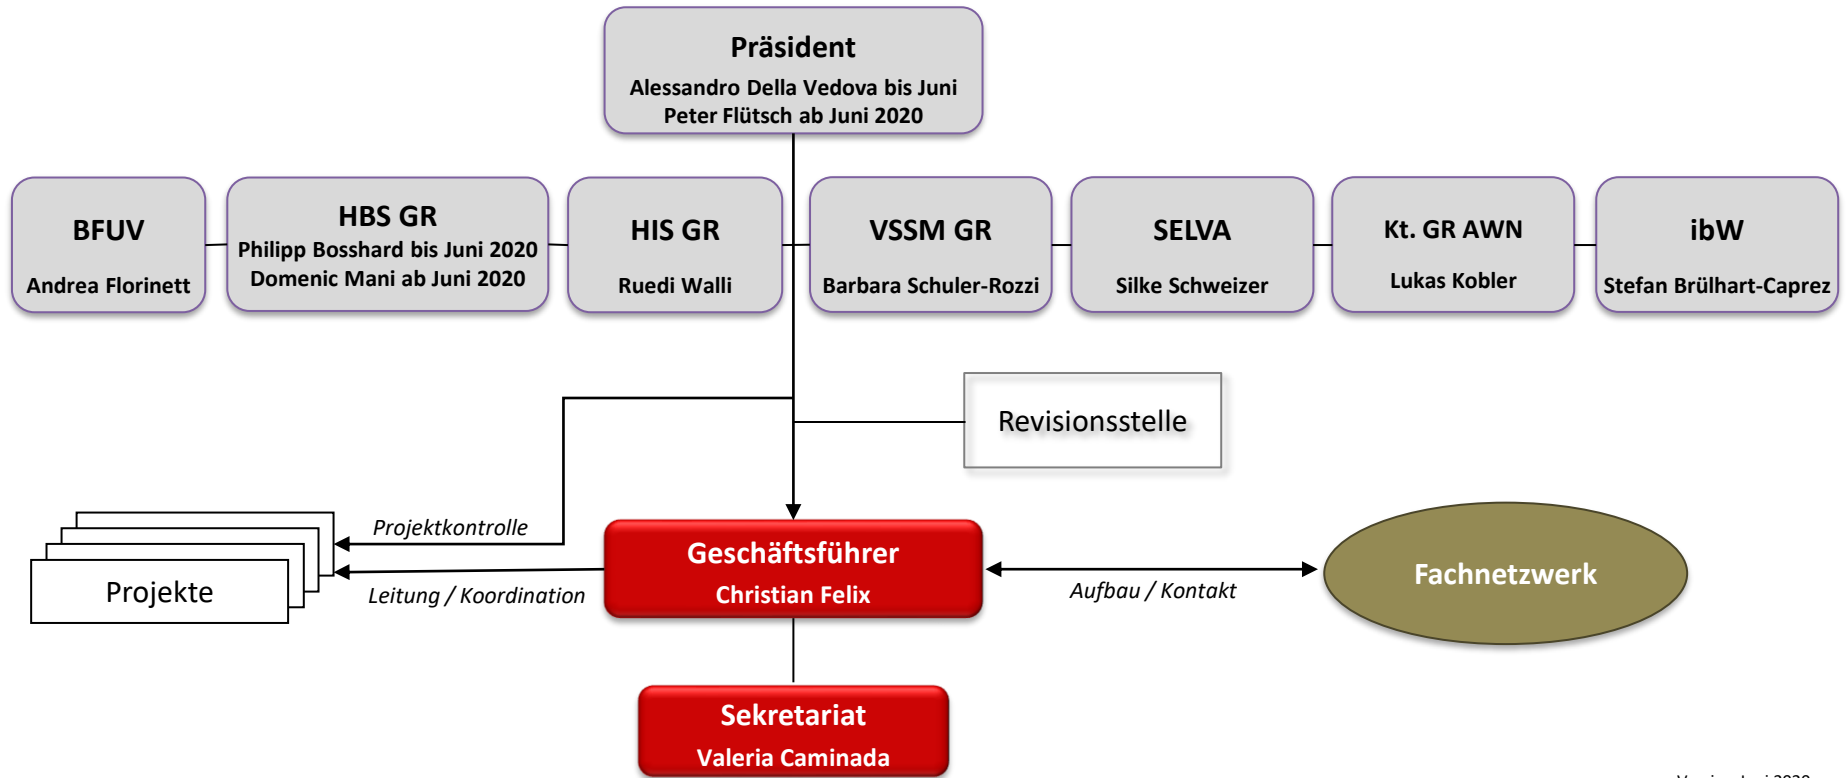 Präsident
Alessandro Della Vedova bis Juni
Peter Flütsch ab Juni 2020
BFUV
Andrea Florinett
HBS GR
Philipp Bosshard bis Juni 2020
Domenic Mani ab Juni 2020
HIS GR
Ruedi Walli
VSSM GR
Barbara Schuler-Rozzi
SELVA
Silke Schweizer
Kt. GR AWN
Lukas Kobler
ibW
Stefan Brülhart-Caprez
Revisionsstelle
Projektkontrolle
Projekte
Leitung / Koordination
Geschäftsführer
Christian Felix
Aufbau / Kontakt
Fachnetzwerk
Sekretariat
Valeria Caminada